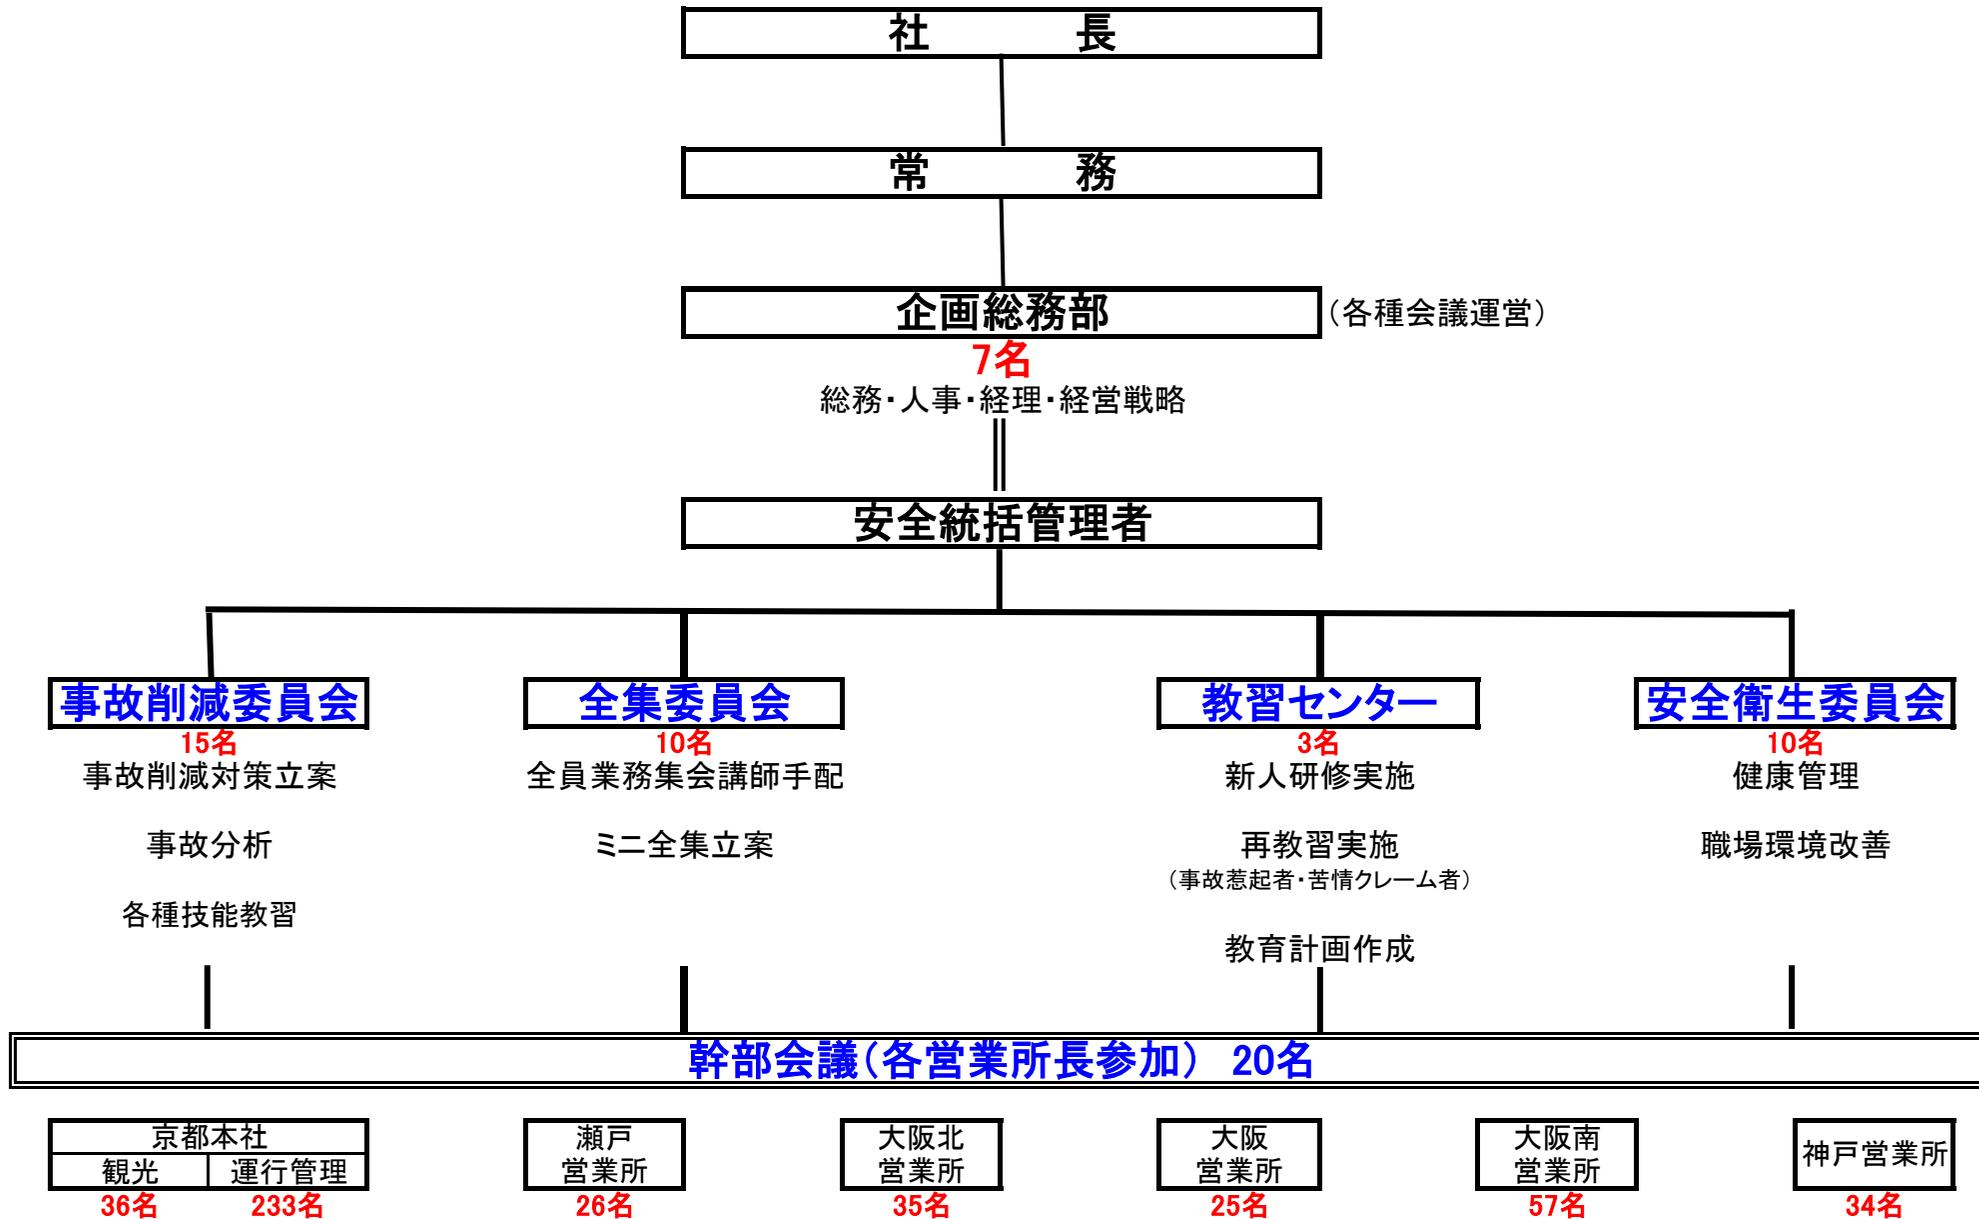 社　長
常　務
企画総務部
（各種会議運営）
7名
総務・人事・経理・経営戦略
安全統括管理者
事故削減委員会
15名
事故削減対策立案
事故分析
各種技能教習
全集委員会
10名
全員業務集会講師手配
ミニ全集立案
教習センター
3名
新人研修実施
再教習実施
（事故惹起者・苦情クレーム者）
教育計画作成
安全衛生委員会
10名
健康管理
職場環境改善
幹部会議（各営業所長参加）　20名
京都本社
観光
36名
運行管理
233名
瀬戸
営業所
26名
大阪北
営業所
35名
大阪
営業所
25名
大阪南
営業所
57名
神戸営業所
34名